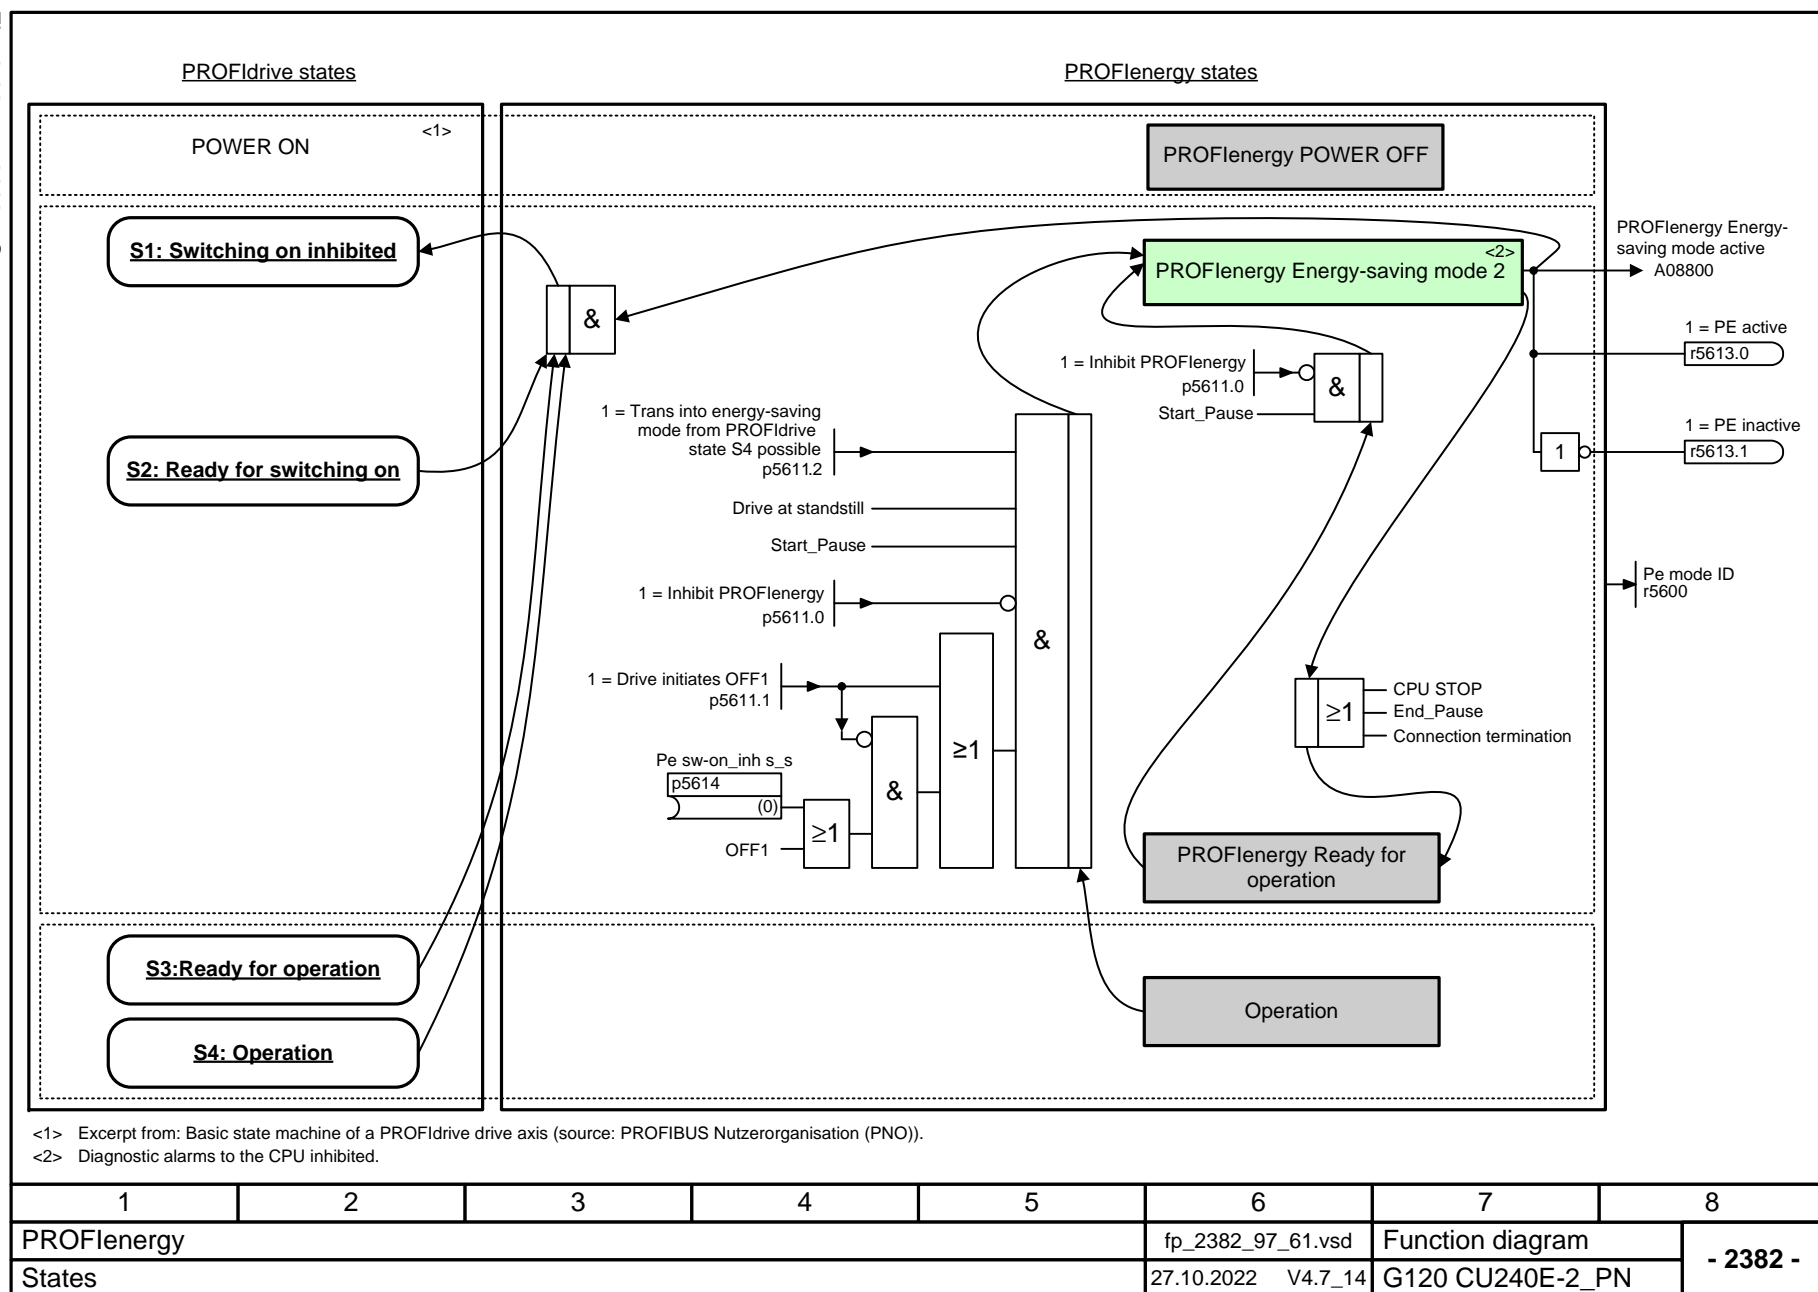 PROFIdrive states
PROFIenergy states
POWER ON
<1>
PROFIenergy POWER OFF
S1: Switching on inhibited
&
PROFIenergy Energy-saving mode 2
<2>
PROFIenergy Energy-
saving mode active
A08800
1 = PE active
r5613.0
1 = PE inactive
r5613.1
1
1 = Inhibit PROFIenergy
p5611.0
Start_Pause
&
S2: Ready for switching on
1 = Trans into energy-saving
mode from PROFIdrive
state S4 possible
p5611.2
Drive at standstill
Start_Pause
1 = Inhibit PROFIenergy
p5611.0
&
Pe mode ID
r5600
1 = Drive initiates OFF1
p5611.1
Pe sw-on_inh s_s
p5614
(0)
OFF1
≥1
&
≥1
≥1
CPU STOP
End_Pause
Connection termination
PROFIenergy Ready for
operation
S3:Ready for operation
S4: Operation
Operation
<1> Excerpt from: Basic state machine of a PROFIdrive drive axis (source: PROFIBUS Nutzerorganisation (PNO)).
<2> Diagnostic alarms to the CPU inhibited.
1 2 3 4 5 6 7 8
PROFIenergy
fp_2382_97_61.vsd
Function diagram
- 2382 -
States
27.10.2022 V4.7_14
G120 CU240E-2_PN